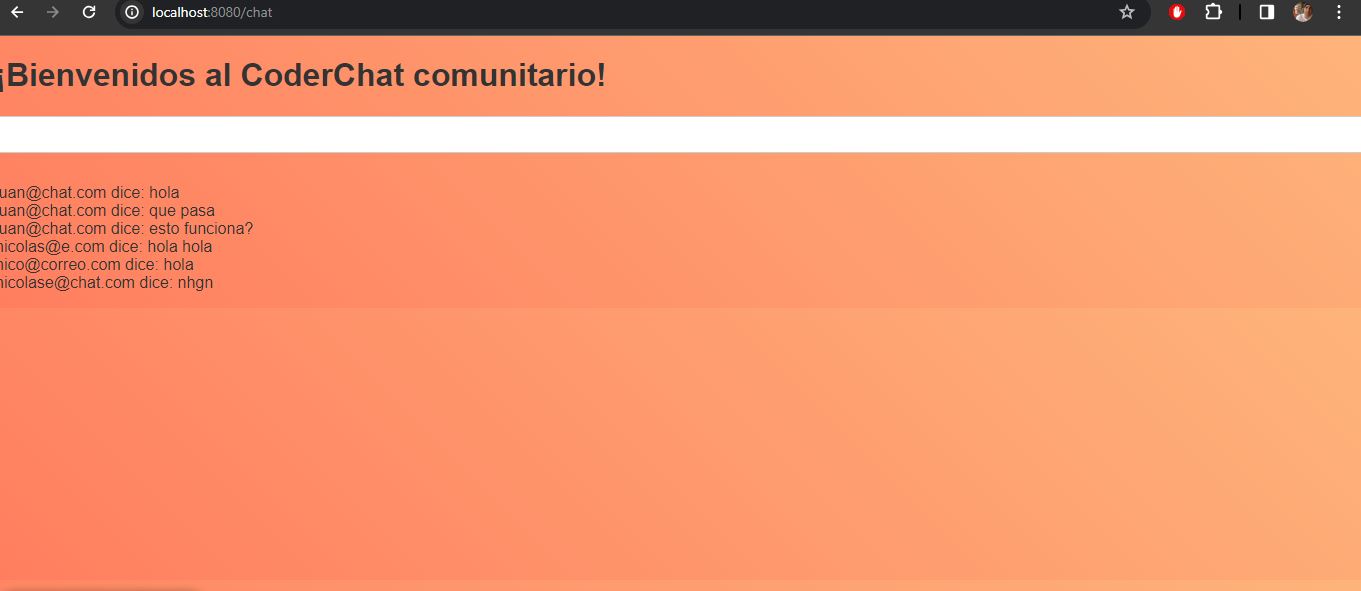 localhost:8080/chat
¡Bienvenidos al CoderChat comunitario!
uan@chat.com dice: hola
uan@chat.com dice: que pasa
uan@chat.com dice: esto funciona?
nicolas@e.com dice: hola hola
nico@correo.com dice: hola
nicolase@chat.com dice: nhgn